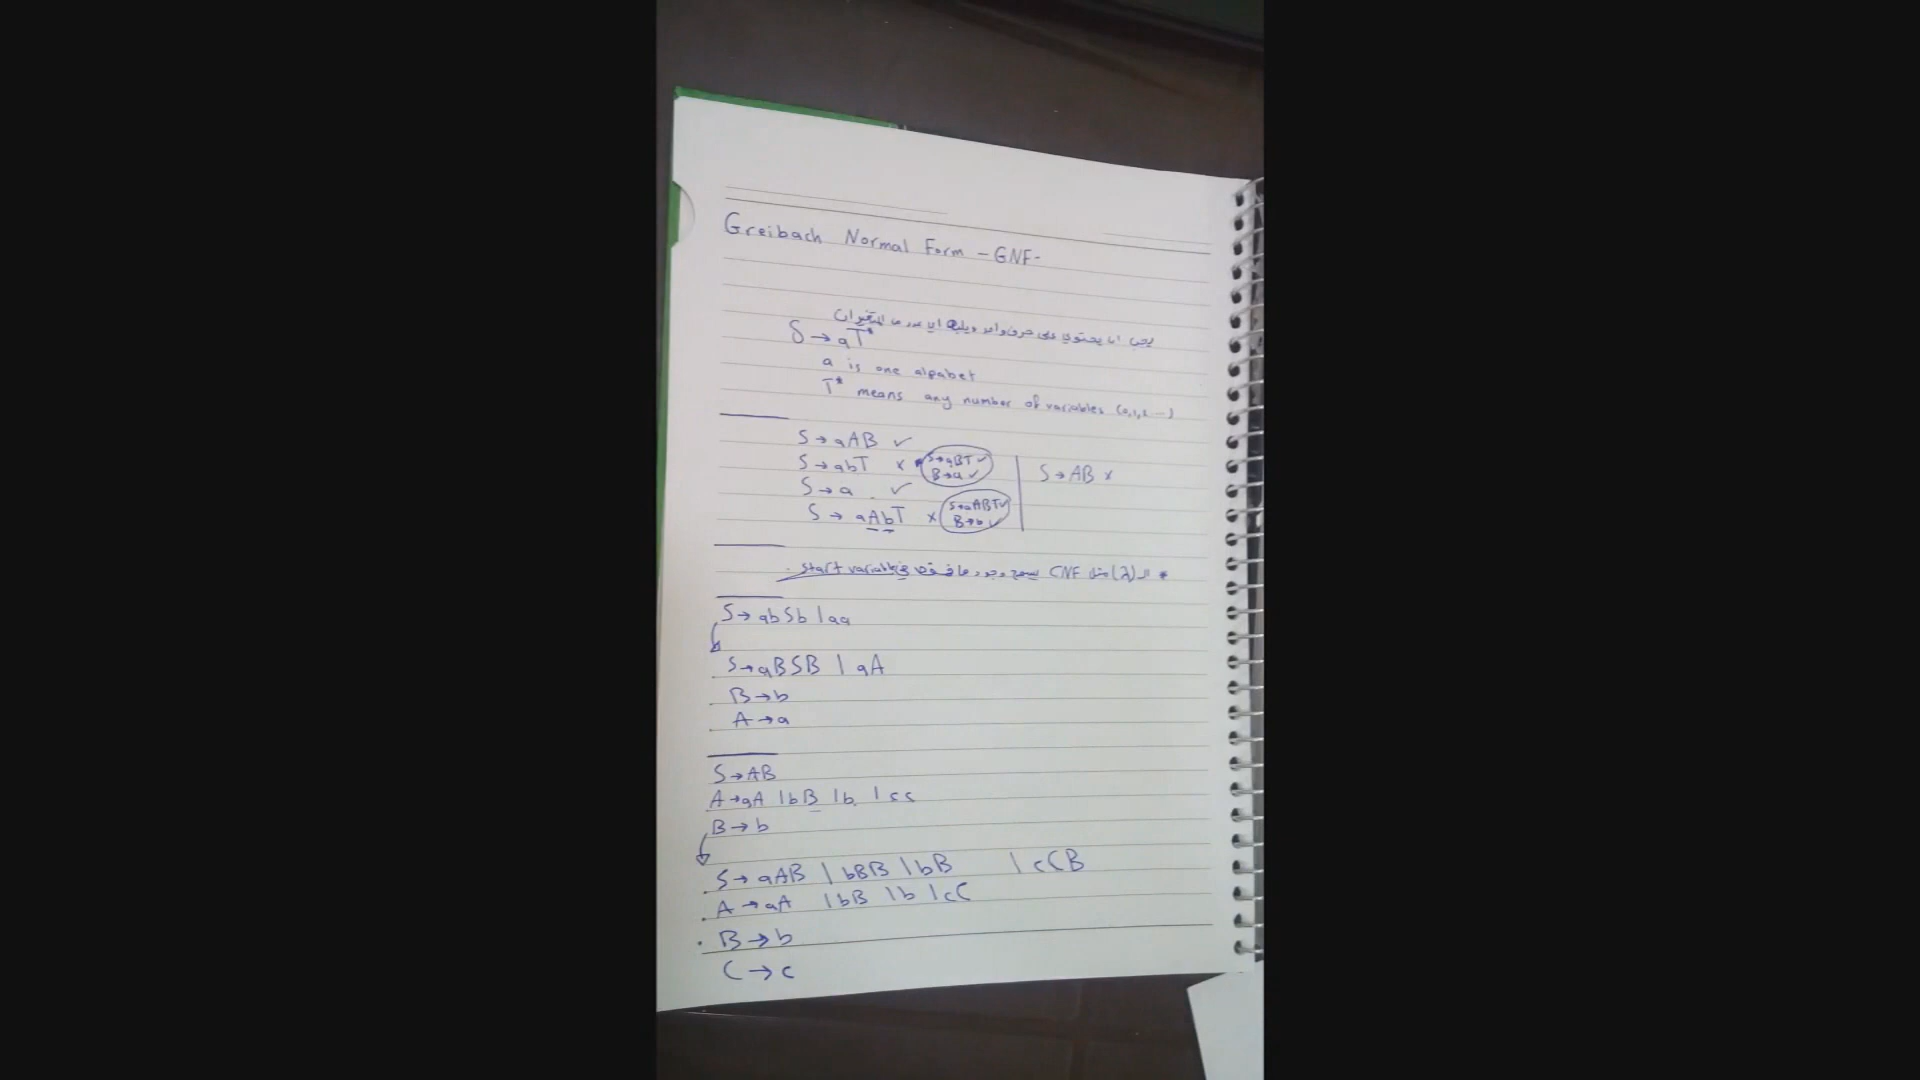 Greibach Normal Form -GNF-
يجب ان يحتوي على حرف واحد ويليه اي عدد من المتغيرات
S → aT*
a is one alpabet
T* means any number of variables (0,1,2 ...)
S → aAB ✓
S → abT × S→aBT ✓
B→a ✓
S → AB ×
S → a ✓
S → aAbT × S→aABT ✓
B→b ✓
* الـ (λ) مثل CNF يسمح وجودها فقط في start variable.
S → abSb | aa
S → aBSB | aA
B → b
A → a
S → AB
A → aA | bB | b | cc
B → b
S → aAB | bBB | bB | cCB
A → aA | bB | b | cC
B → b
C → c